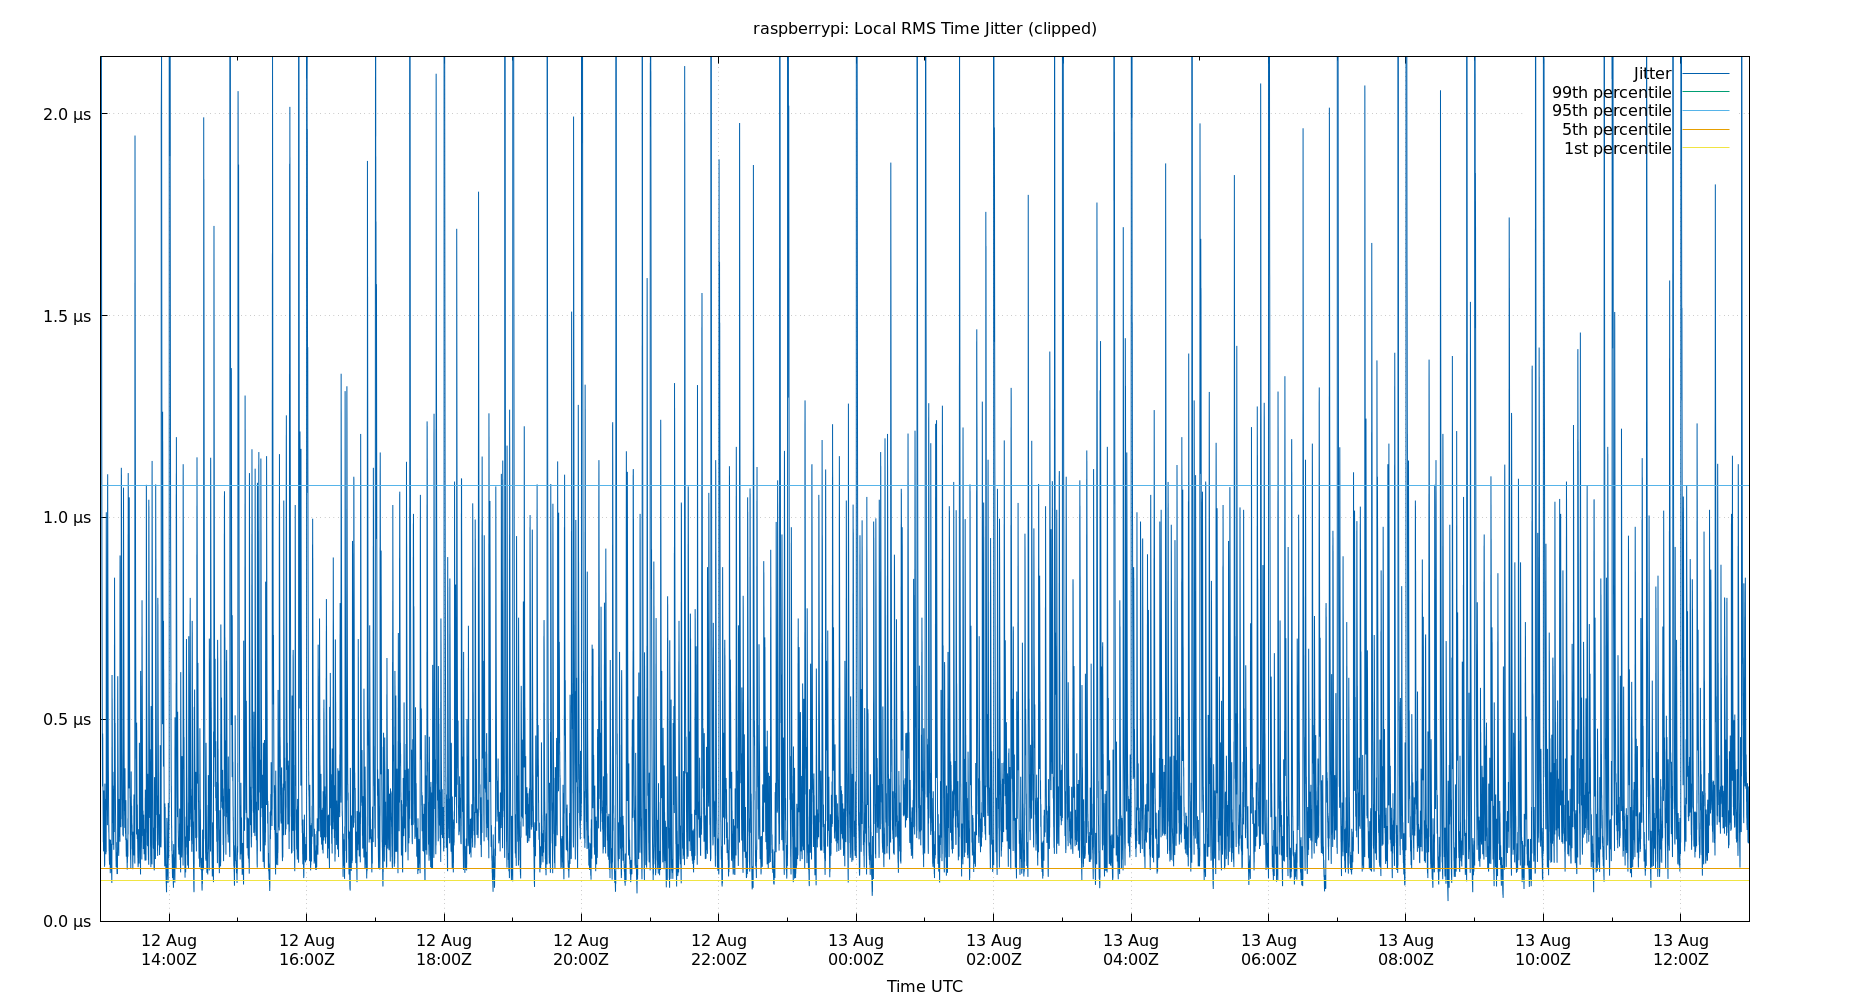 raspberrypi: Local RMS Time Jitter (clipped)
Jitter
99th percentile
95th percentile
5th percentile
1st percentile
2.0 µs
1.5 µs
1.0 µs
0.5 µs
0.0 µs
12 Aug 12 Aug 12 Aug 12 Aug 12 Aug 13 Aug 13 Aug 13 Aug 13 Aug 13 Aug 13 Aug 13 Aug
14:00Z 16:00Z 18:00Z 20:00Z 22:00Z 00:00Z 02:00Z 04:00Z 06:00Z 08:00Z 10:00Z 12:00Z
Time UTC